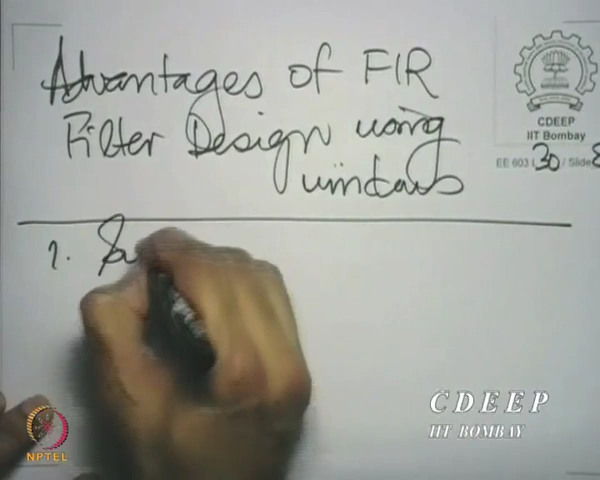 Advantages of FIR
Filter Design using
windows
1.
CDEEP
IIT Bombay
EE 603 L 30 / Slide 8
CDEEP
IIT BOMBAY
NPTEL